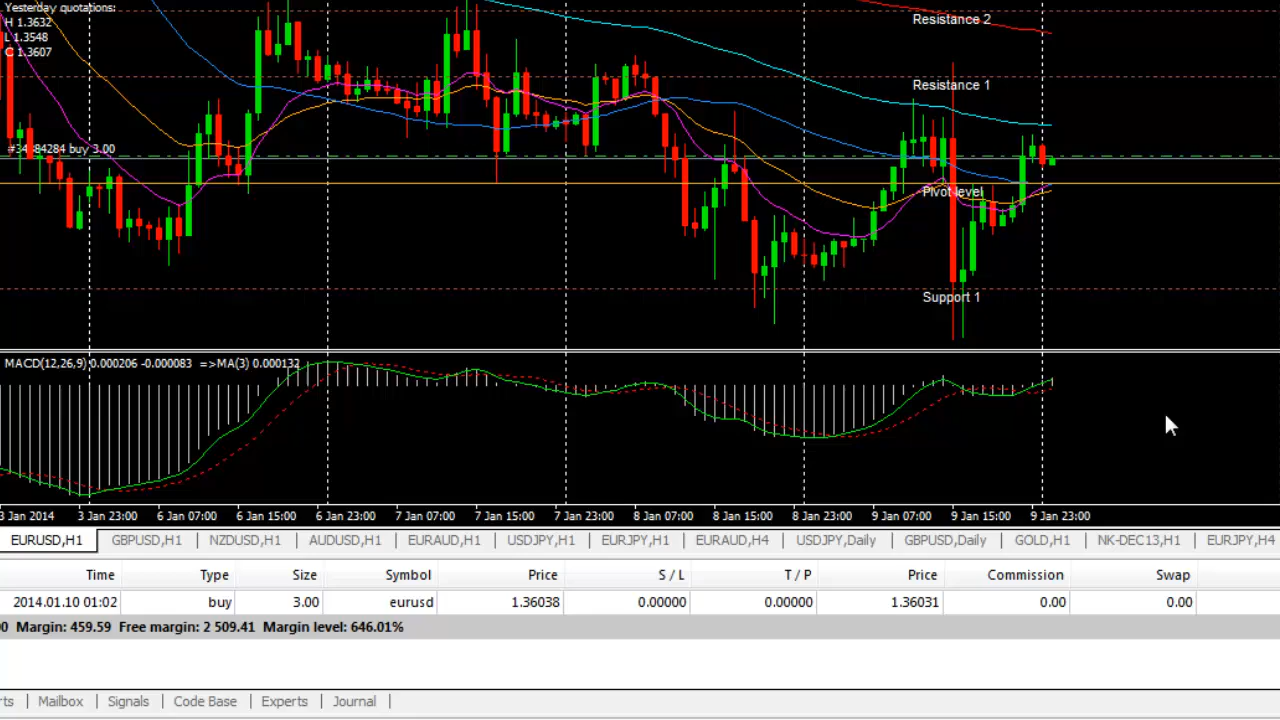 Yesterday quotations:
H 1.3632
L 1.3548
C 1.3607
Resistance 2
Resistance 1
buy 3.00
Pivot level
Support 1
MACD(12,26,9) 0.000206 -0.000083 =>MA(3) 0.000132
3 Jan 2014 3 Jan 23:00 6 Jan 07:00 6 Jan 15:00 6 Jan 23:00 7 Jan 07:00 7 Jan 15:00 7 Jan 23:00 8 Jan 07:00 8 Jan 15:00 8 Jan 23:00 9 Jan 07:00 9 Jan 15:00 9 Jan 23:00
EURUSD,H1 GBPUSD,H1 NZDUSD,H1 AUDUSD,H1 EURAUD,H1 USDJPY,H1 EURJPY,H1 EURAUD,H4 USDJPY,Daily GBPUSD,Daily GOLD,H1 NK-DEC13,H1 EURJPY,H4
Time Type Size Symbol Price S / L T / P Price Commission Swap
2014.01.10 01:02 buy 3.00 eurusd 1.36038 0.00000 0.00000 1.36031 0.00 0.00
0 Margin: 459.59 Free margin: 2 509.41 Margin level: 646.01%
rts Mailbox Signals Code Base Experts Journal